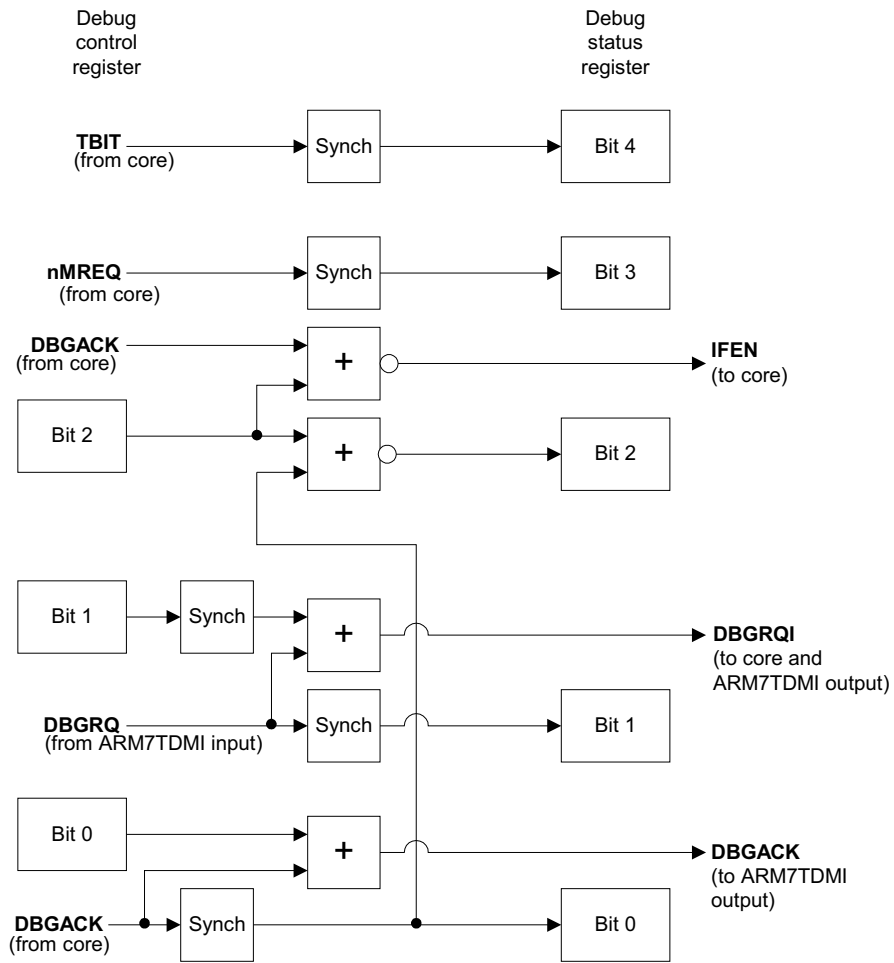 Debug
control
register
Debug
status
register
TBIT
(from core)
Synch
Bit 4
nMREQ
(from core)
Synch
Bit 3
DBGACK
(from core)
+
IFEN
(to core)
Bit 2
+
Bit 2
Bit 1
Synch
+
DBGRQI
(to core and
ARM7TDMI output)
DBGRQ
(from ARM7TDMI input)
Synch
Bit 1
Bit 0
+
DBGACK
(to ARM7TDMI
output)
DBGACK
(from core)
Synch
Bit 0